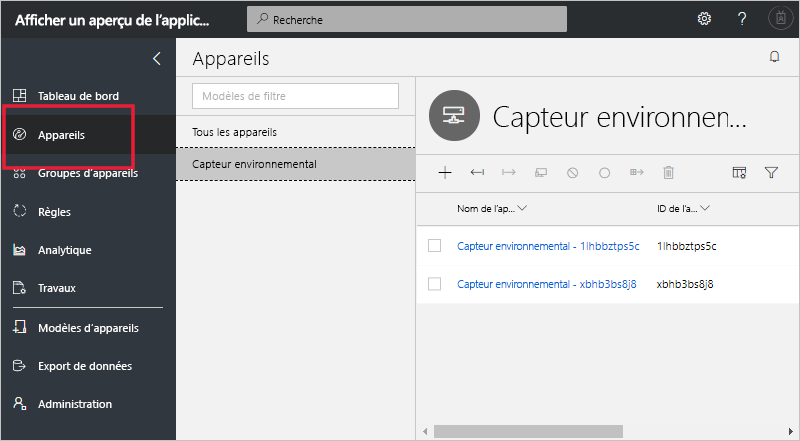 Afficher un aperçu de l'applic...
Recherche
Tableau de bord
Appareils
Groupes d'appareils
Règles
Analytique
Travaux
Modèles d'appareils
Export de données
Administration
Appareils
Modèles de filtre
Tous les appareils
Capteur environnemental
Capteur environnem...
Nom de l'ap... ID de l'a...
Capteur environnemental - 1lhbbztps5c 1lhbbztps5c
Capteur environnemental - xbhb3bs8j8 xbhb3bs8j8